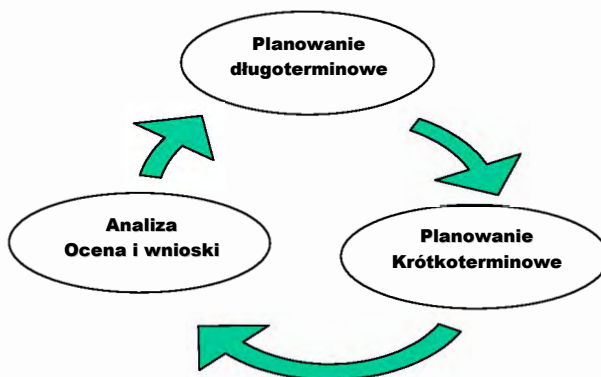 Planowanie
długoterminowe
Planowanie
Krótkoterminowe
Analiza
Ocena i wnioski